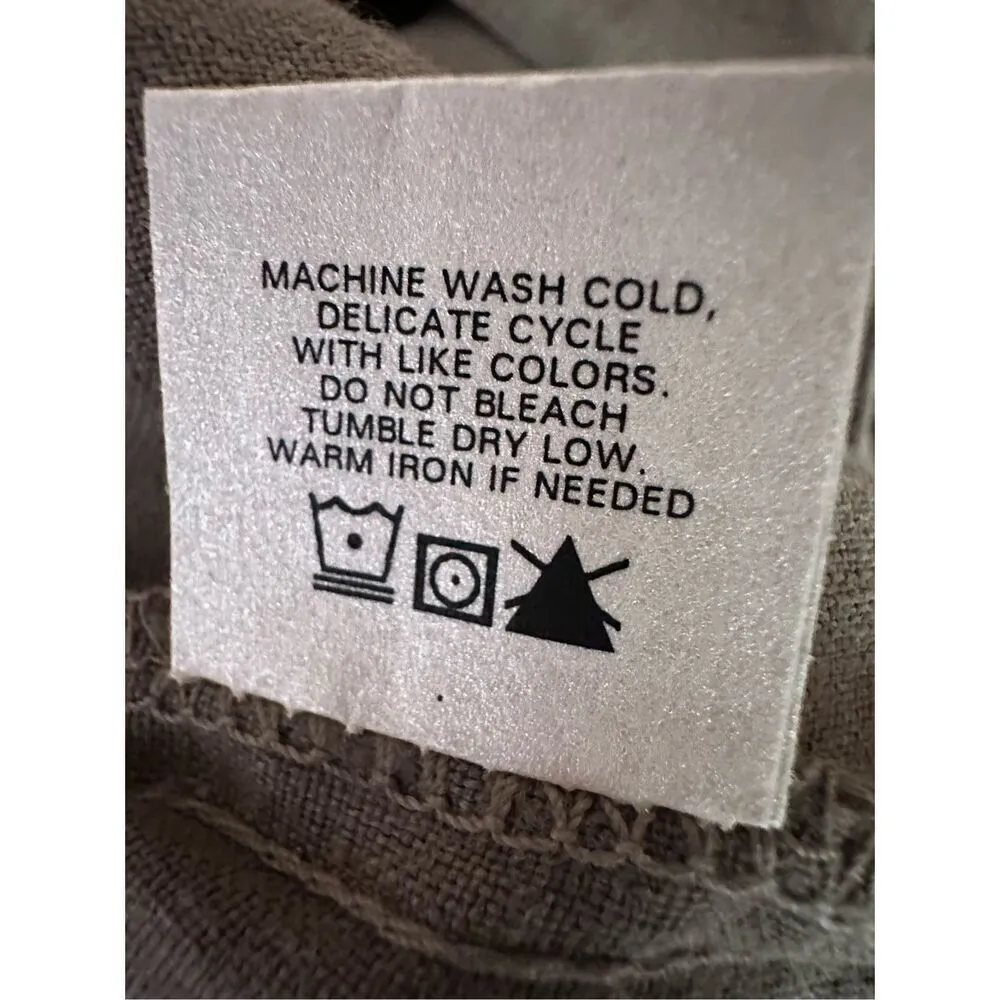 MACHINE WASH COLD,
DELICATE CYCLE
WITH LIKE COLORS.
DO NOT BLEACH
TUMBLE DRY LOW.
WARM IRON IF NEEDED